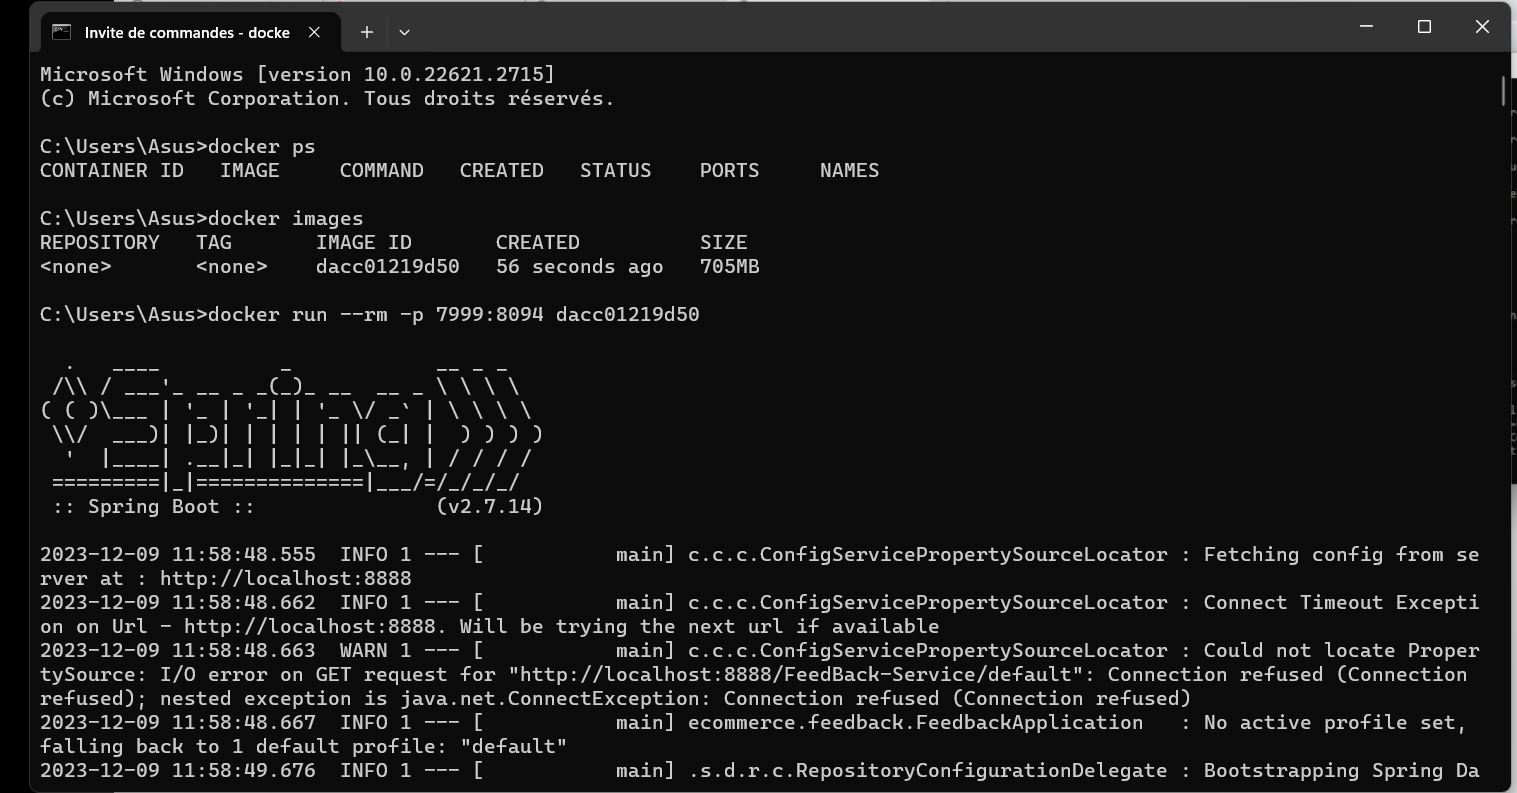 Invite de commandes - docke
Microsoft Windows [version 10.0.22621.2715]
(c) Microsoft Corporation. Tous droits réservés.
C:\Users\Asus>docker ps
CONTAINER ID   IMAGE     COMMAND   CREATED   STATUS    PORTS     NAMES
C:\Users\Asus>docker images
REPOSITORY   TAG       IMAGE ID       CREATED          SIZE
<none>       <none>    dacc01219d50   56 seconds ago   705MB
C:\Users\Asus>docker run --rm -p 7999:8094 dacc01219d50
  .   ____          _            __ _ _
 /\\ / ___'_ __ _ _(_)_ __  __ _ \ \ \ \
( ( )\___ | '_ | '_| | '_ \/ _` | \ \ \ \
 \\/  ___)| |_)| | | | | || (_| |  ) ) ) )
  '  |____| .__|_| |_|_| |_\__, | / / / /
 =========|_|==============|___/=/_/_/_/
 :: Spring Boot ::               (v2.7.14)
2023-12-09 11:58:48.555  INFO 1 --- [           main] c.c.c.ConfigServicePropertySourceLocator : Fetching config from se
rver at : http://localhost:8888
2023-12-09 11:58:48.662  INFO 1 --- [           main] c.c.c.ConfigServicePropertySourceLocator : Connect Timeout Excepti
on on Url - http://localhost:8888. Will be trying the next url if available
2023-12-09 11:58:48.663  WARN 1 --- [           main] c.c.c.ConfigServicePropertySourceLocator : Could not locate Proper
tySource: I/O error on GET request for "http://localhost:8888/FeedBack-Service/default": Connection refused (Connection
refused); nested exception is java.net.ConnectException: Connection refused (Connection refused)
2023-12-09 11:58:48.667  INFO 1 --- [           main] ecommerce.feedback.FeedbackApplication   : No active profile set,
falling back to 1 default profile: "default"
2023-12-09 11:58:49.676  INFO 1 --- [           main] .s.d.r.c.RepositoryConfigurationDelegate : Bootstrapping Spring Da